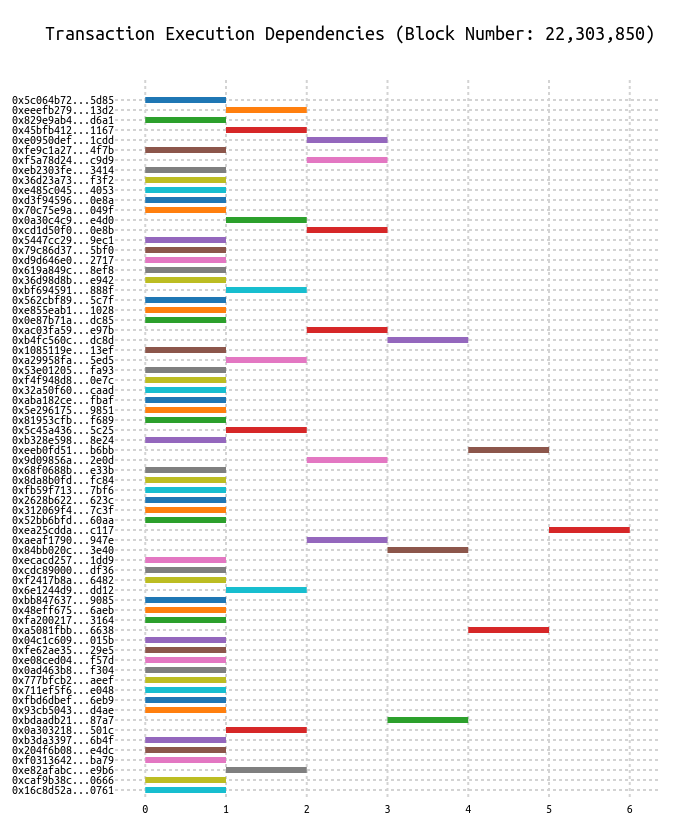 Transaction Execution Dependencies (Block Number: 22,303,850)
0x5c064b72...5d85
0xeeefb279...13d2
0x829e9ab4...d6a1
0x45bfb412...1167
0xe0950def...1cdd
0xfe9c1a27...4f7b
0xf5a78d24...c9d9
0xeb2303fe...3414
0x36d23a73...f3f2
0xe485c045...4053
0xd3f94596...0e8a
0x70c75e9a...049f
0x0a30c4c9...e4d0
0xcd1d50f0...0e8b
0x5447cc29...9ec1
0x79c86d37...5bf0
0xd9d646e0...2717
0x619a849c...8ef8
0x36d98d8b...e942
0xbf694591...888f
0x562cbf89...5c7f
0xe855eab1...1028
0x0e87b71a...dc85
0xac03fa59...e97b
0xb4fc560c...dc8d
0x1085119e...13ef
0xa29958fa...5ed5
0x53e01205...fa93
0xf4f948d8...0e7c
0x32a50f60...caad
0xaba182ce...fbaf
0x5e296175...9851
0x81953cfb...f689
0x5c45a436...5c25
0xb328e598...8e24
0xeeb0fd51...b6bb
0x9d09856a...2e0d
0x68f0688b...e33b
0x8da8b0fd...fc84
0xfb59f713...7bf6
0x2628b622...623c
0x312069f4...7c3f
0x52bb6bfd...60aa
0xea25cdda...c117
0xaeaf1790...947e
0x84bb020c...3e40
0xecacd257...1dd9
0xcdc89000...df36
0xf2417b8a...6482
0x6e1244d9...dd12
0xbb847637...9085
0x48eff675...6aeb
0xfa200217...3164
0xa5081fbb...6638
0x04c1c609...015b
0xfe62ae35...29e5
0xe08ced04...f57d
0x0ad463b8...f304
0x777bfcb2...aeef
0x711ef5f6...e048
0xfbd6dbef...6eb9
0x93cb5043...d4ae
0xbdaadb21...87a7
0x0a303218...501c
0xb3da3397...6b4f
0x204f6b08...e4dc
0xf0313642...ba79
0xe82afabc...e9b6
0xcaf9b38c...0666
0x16c8d52a...0761
0 1 2 3 4 5 6